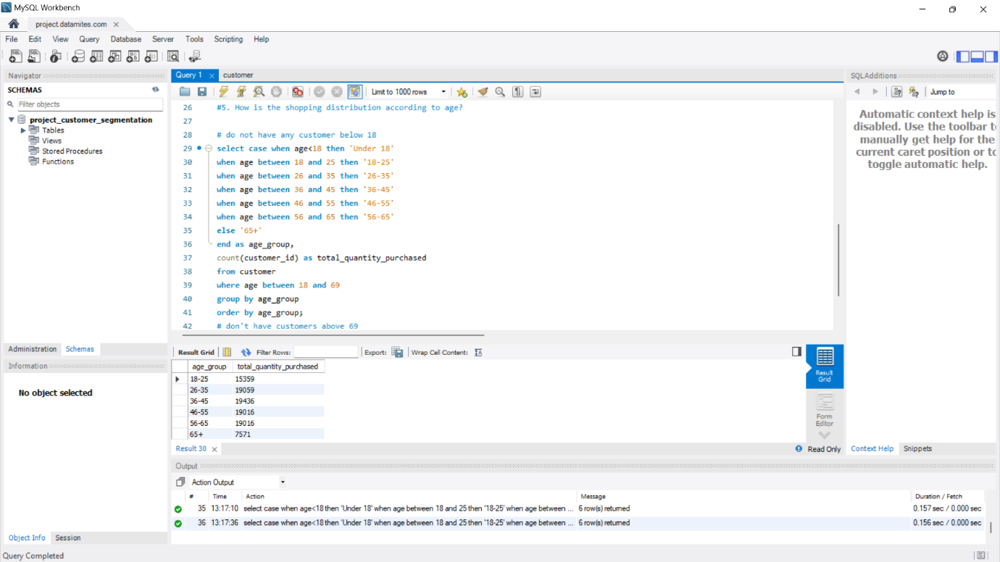 MySQL Workbench
project.datamites.com
File Edit View Query Database Server Tools Scripting Help
Navigator
SCHEMAS
Filter objects
project_customer_segmentation
Tables
Views
Stored Procedures
Functions
Administration Schemas
Information
No object selected
Object Info Session
Query 1 customer
Limit to 1000 rows
26 #5. How is the shopping distribution according to age?
27
28 # do not have any customer below 18
29 select case when age<18 then 'Under 18'
30 when age between 18 and 25 then '18-25'
31 when age between 26 and 35 then '26-35'
32 when age between 36 and 45 then '36-45'
33 when age between 46 and 55 then '46-55'
34 when age between 56 and 65 then '56-65'
35 else '65+'
36 end as age_group,
37 count(customer_id) as total_quantity_purchased
38 from customer
39 where age between 18 and 69
40 group by age_group
41 order by age_group;
42 # don't have customers above 69
Result Grid Filter Rows: Export: Wrap Cell Content:
age_group total_quantity_purchased
18-25 15359
26-35 19059
36-45 19436
46-55 19016
56-65 19016
65+ 7571
Result Grid
Form Editor
Result 30 Read Only
Output
Action Output
# Time Action Message Duration / Fetch
35 13:17:10 select case when age<18 then 'Under 18' when age between 18 and 25 then '18-25' when age between ... 6 row(s) returned 0.157 sec / 0.000 sec
36 13:17:36 select case when age<18 then 'Under 18' when age between 18 and 25 then '18-25' when age between ... 6 row(s) returned 0.156 sec / 0.000 sec
SQLAdditions
Jump to
Automatic context help is
disabled. Use the toolbar
manually get help for the
current caret position or to
toggle automatic help.
Context Help Snippets
Query Completed